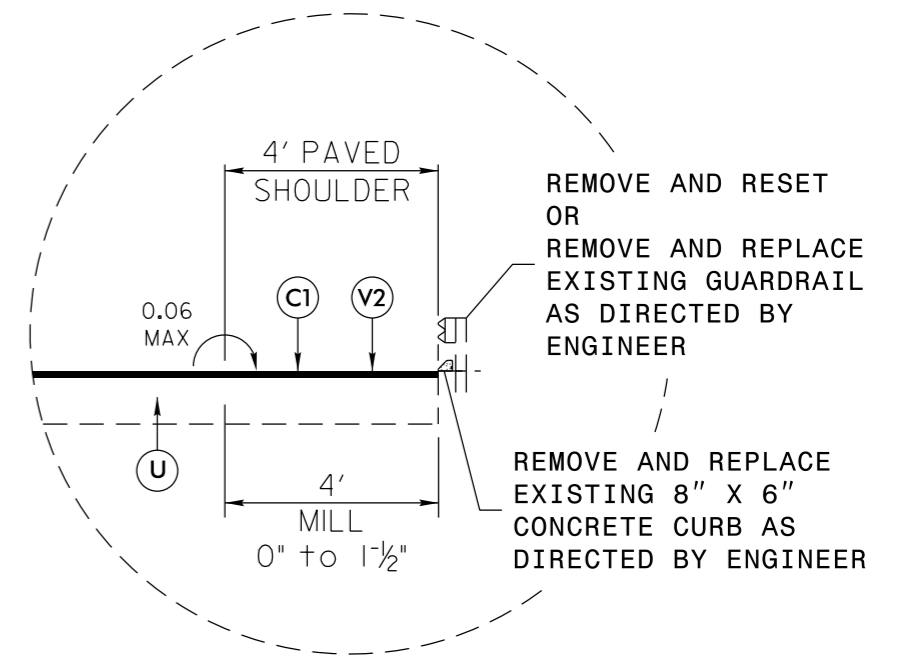 4' PAVED
SHOULDER
REMOVE AND RESET
OR
REMOVE AND REPLACE
EXISTING GUARDRAIL
AS DIRECTED BY
ENGINEER
0.06
MAX
C1
V2
U
4'
MILL
0" to 1-½"
REMOVE AND REPLACE
EXISTING 8" X 6"
CONCRETE CURB AS
DIRECTED BY ENGINEER